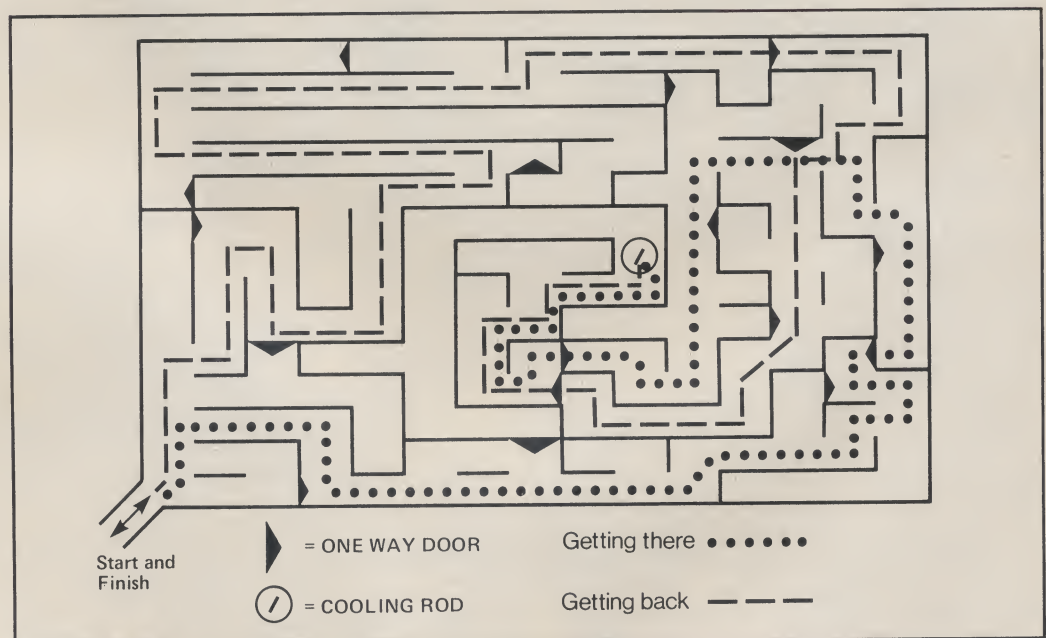 Start and
Finish
= ONE WAY DOOR
= COOLING ROD
Getting there
Getting back